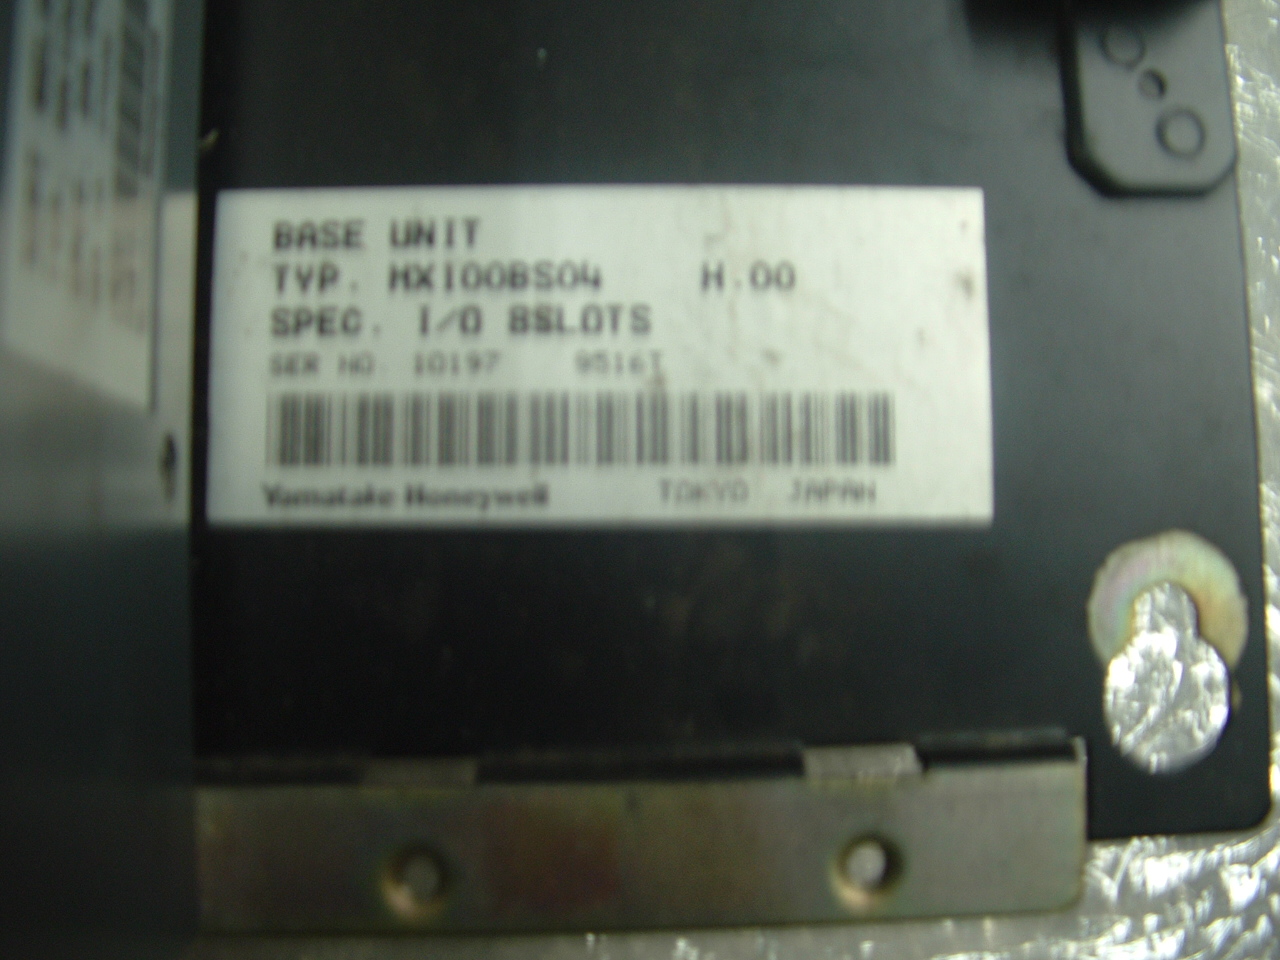 BASE UNIT
TYP. MX100BS04 H.00
SPEC. I/O 8SLOTS
SER NO. 10197 9516T
Yamatake-Honeywell TOKYO JAPAN